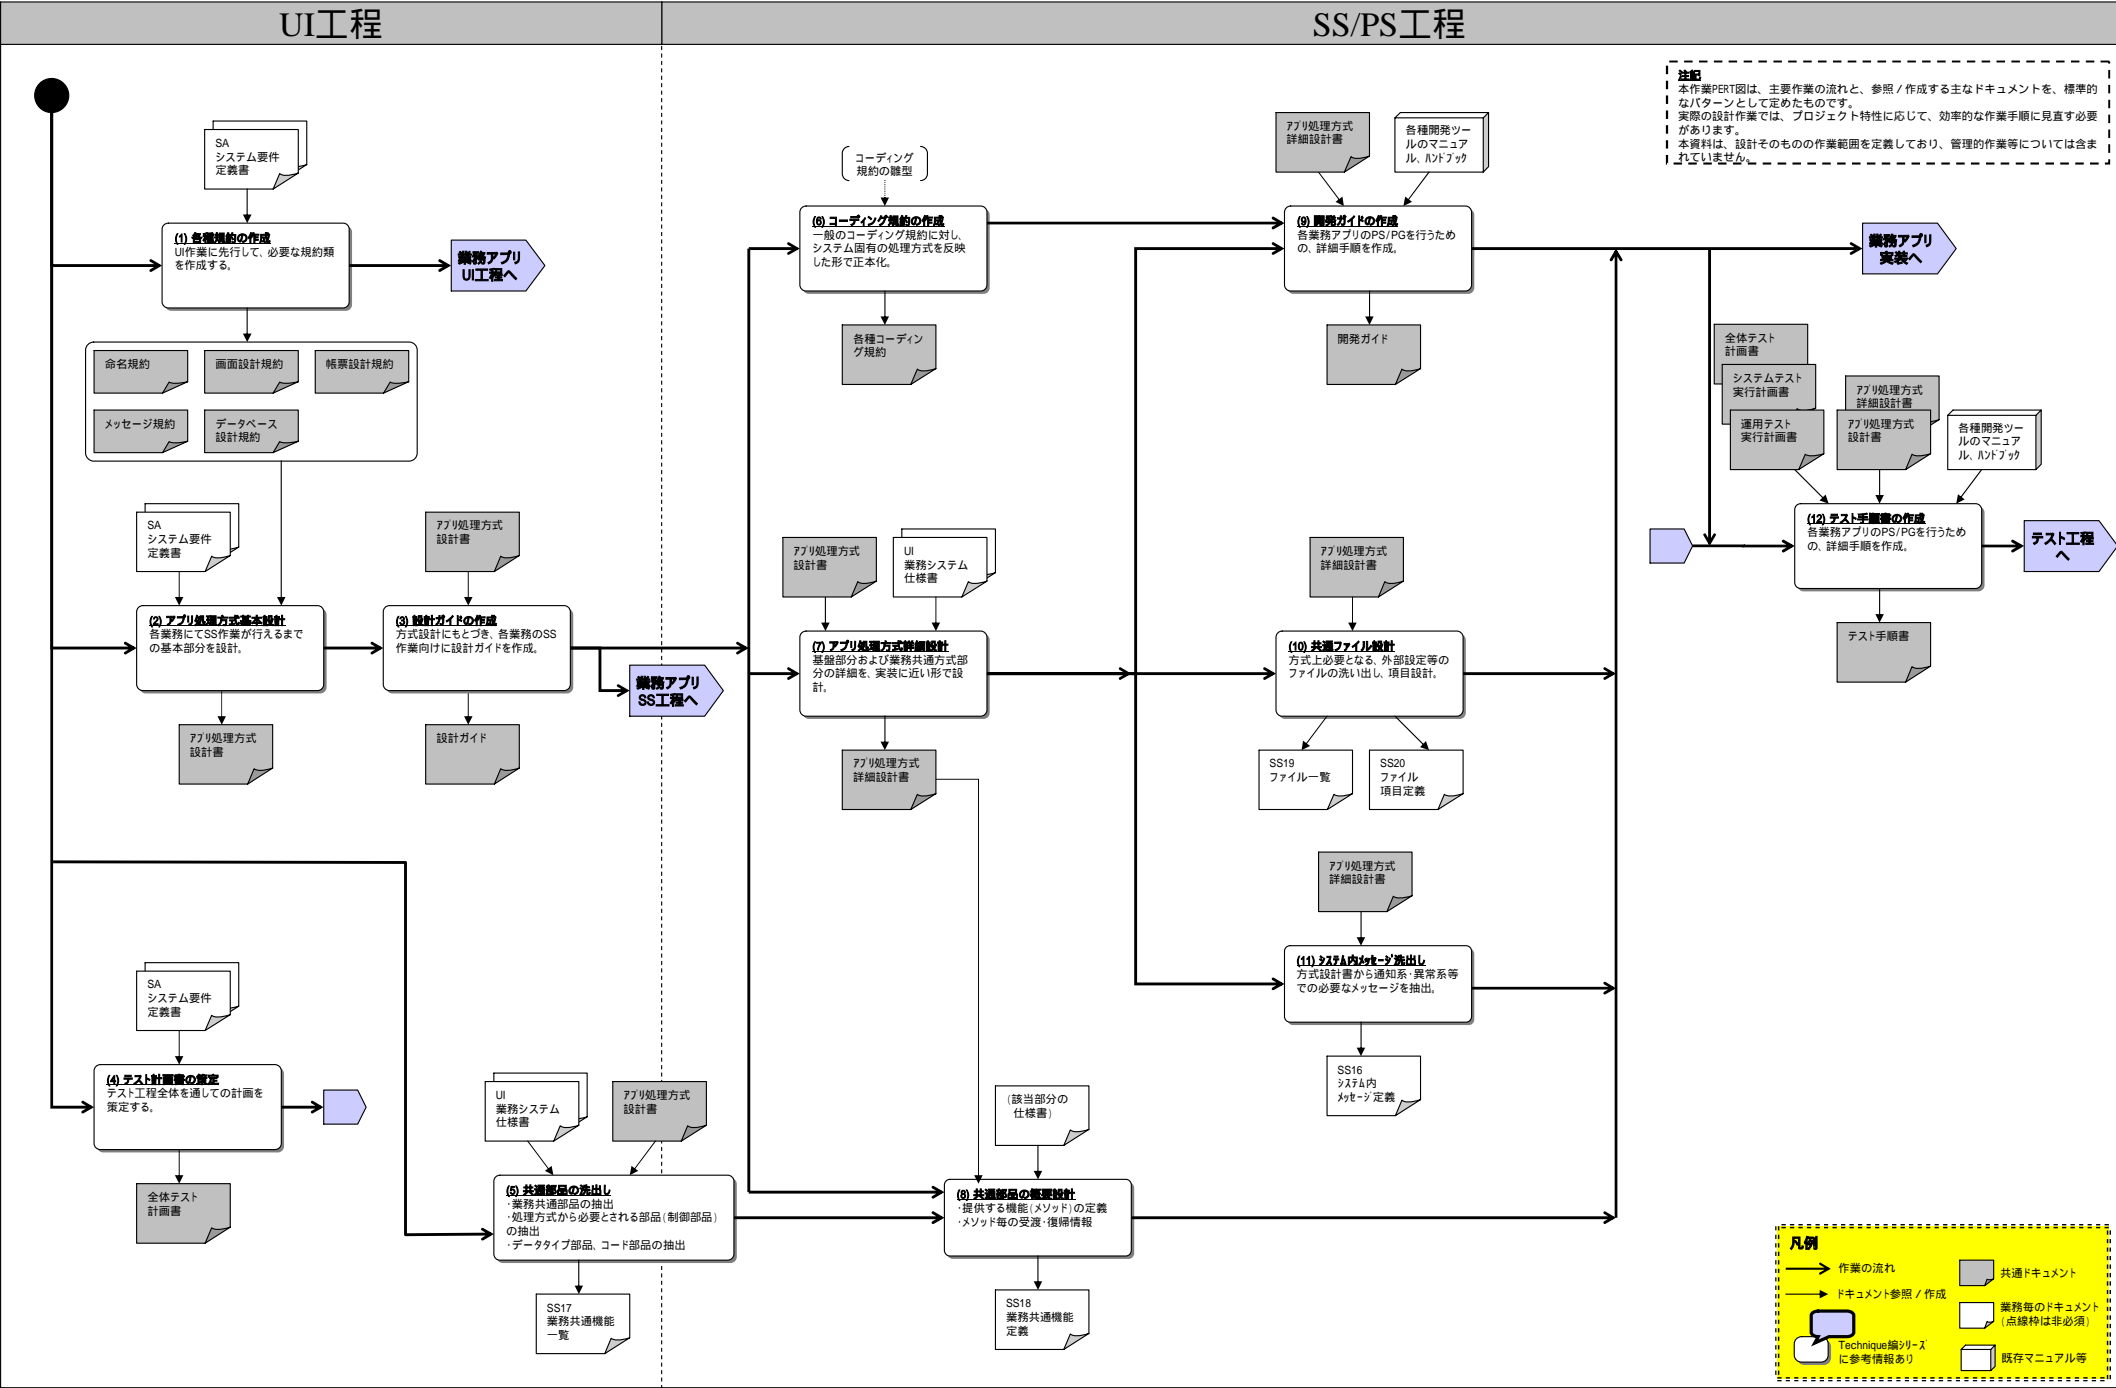 UI工程
SS/PS工程
注記
本作業PERT図は、主要作業の流れと、参照／作成する主なドキュメントを、標準的
なパターンとして定めたものです。
実際の設計作業では、プロジェクト特性に応じて、効率的な作業手順に見直す必要
があります。
本資料は、設計そのものの作業範囲を定義しており、管理的作業等については含ま
れていません。
SA
システム要件
定義書
(1) 各種規約の作成
UI作業に先行して、必要な規約類
を作成する。
業務アプリ
UI工程へ
命名規約
画面設計規約
帳票設計規約
メッセージ規約
データベース
設計規約
SA
システム要件
定義書
アプリ処理方式
設計書
(2) アプリ処理方式基本設計
各業務にてSS作業が行えるまで
の基本部分を設計。
(3) 設計ガイドの作成
方式設計にもとづき、各業務のSS
作業向けに設計ガイドを作成。
業務アプリ
SS工程へ
アプリ処理方式
設計書
設計ガイド
SA
システム要件
定義書
(4) テスト計画書の策定
テスト工程全体を通しての計画を
策定する。
全体テスト
計画書
UI
業務システム
仕様書
アプリ処理方式
設計書
(5) 共通部品の洗出し
・業務共通部品の抽出
・処理方式から必要とされる部品(制御部品)
の抽出
・データタイプ部品、コード部品の抽出
SS17
業務共通機能
一覧
コーディング
規約の雛型
(6) コーディング規約の作成
一般のコーディング規約に対し、
システム固有の処理方式を反映
した形で正本化。
各種コーディン
グ規約
アプリ処理方式
設計書
UI
業務システム
仕様書
(7) アプリ処理方式詳細設計
基盤部分および業務共通方式部
分の詳細を、実装に近い形で設
計。
アプリ処理方式
詳細設計書
(該当部分の
仕様書)
(8) 共通部品の概要設計
・提供する機能(メソッド)の定義
・メソッド毎の受渡・復帰情報
SS18
業務共通機能
定義
アプリ処理方式
詳細設計書
各種開発ツー
ルのマニュア
ル、ハンドブック
(9) 開発ガイドの作成
各業務アプリのPS/PGを行うため
の、詳細手順を作成。
開発ガイド
業務アプリ
実装へ
アプリ処理方式
詳細設計書
(10) 共通ファイル設計
方式上必要となる、外部設定等の
ファイルの洗い出し、項目設計。
SS19
ファイル一覧
SS20
ファイル
項目定義
アプリ処理方式
詳細設計書
(11) システム内メッセージ洗出し
方式設計書から通知系・異常系等
での必要なメッセージを抽出。
SS16
システム内
メッセージ定義
全体テスト
計画書
システムテスト
実行計画書
運用テスト
実行計画書
アプリ処理方式
詳細設計書
アプリ処理方式
設計書
各種開発ツー
ルのマニュア
ル、ハンドブック
(12) テスト手順書の作成
各業務アプリのPS/PGを行うため
の、詳細手順を作成。
テスト工程
へ
テスト手順書
凡例
作業の流れ
ドキュメント参照／作成
Technique編シリーズ
に参考情報あり
共通ドキュメント
業務毎のドキュメント
(点線枠は非必須)
既存マニュアル等